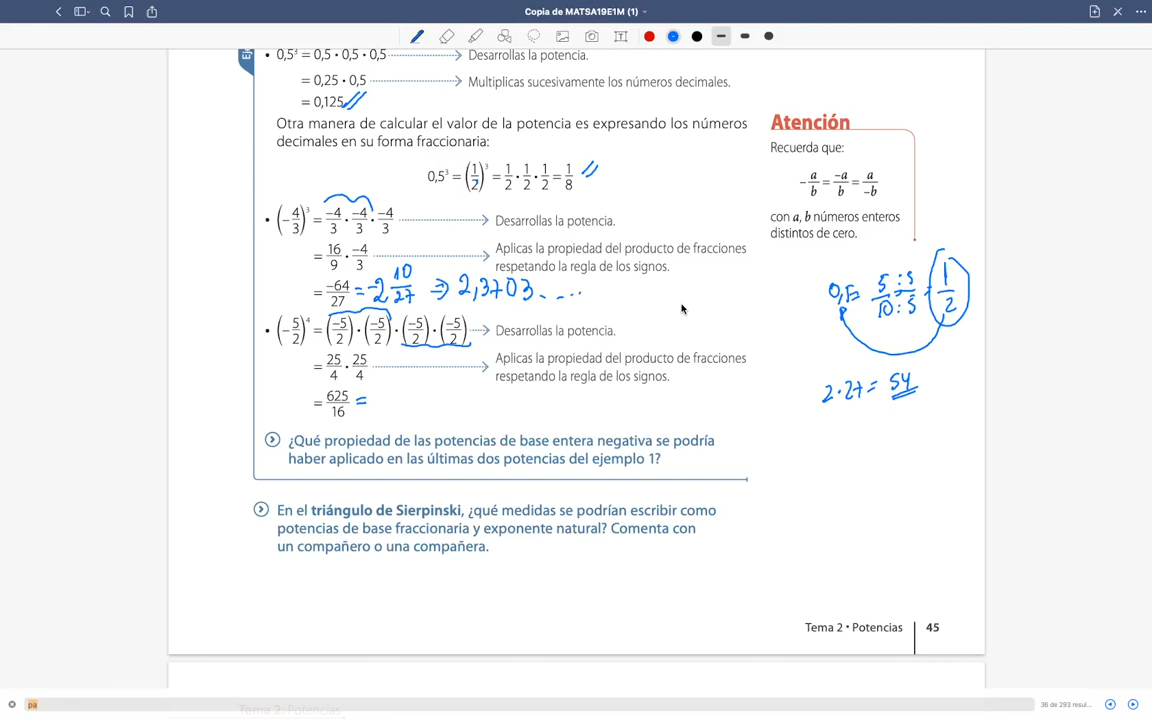 Copia de MATSA19E1M (1)
• 0,5³ = 0,5 • 0,5 • 0,5 Desarrollas la potencia.
= 0,25 • 0,5 Multiplicas sucesivamente los números decimales.
= 0,125
Otra manera de calcular el valor de la potencia es expresando los números
decimales en su forma fraccionaria:
0,5³ = (1/2)³ = 1/2 • 1/2 • 1/2 = 1/8
• (-4/3)³ = -4/3 • -4/3 • -4/3 Desarrollas la potencia.
= 16/9 • -4/3 Aplicas la propiedad del producto de fracciones
respetando la regla de los signos.
= -64/27 = -2 10/27 ⇒ 2,3703....
• (-5/2)⁴ = (-5/2) • (-5/2) • (-5/2) • (-5/2) Desarrollas la potencia.
= 25/4 • 25/4 Aplicas la propiedad del producto de fracciones
respetando la regla de los signos.
= 625/16 =
¿Qué propiedad de las potencias de base entera negativa se podría
haber aplicado en las últimas dos potencias del ejemplo 1?
En el triángulo de Sierpinski, ¿qué medidas se podrían escribir como
potencias de base fraccionaria y exponente natural? Comenta con
un compañero o una compañera.
Atención
Recuerda que:
-a/b = -a/b = a/-b
con a, b números enteros
distintos de cero.
0,5 = 5/10 :5/:5 = 1/2
2·27 = 54
Tema 2 • Potencias 45
Tema 2: Potencias
pa
36 de 293 resul...